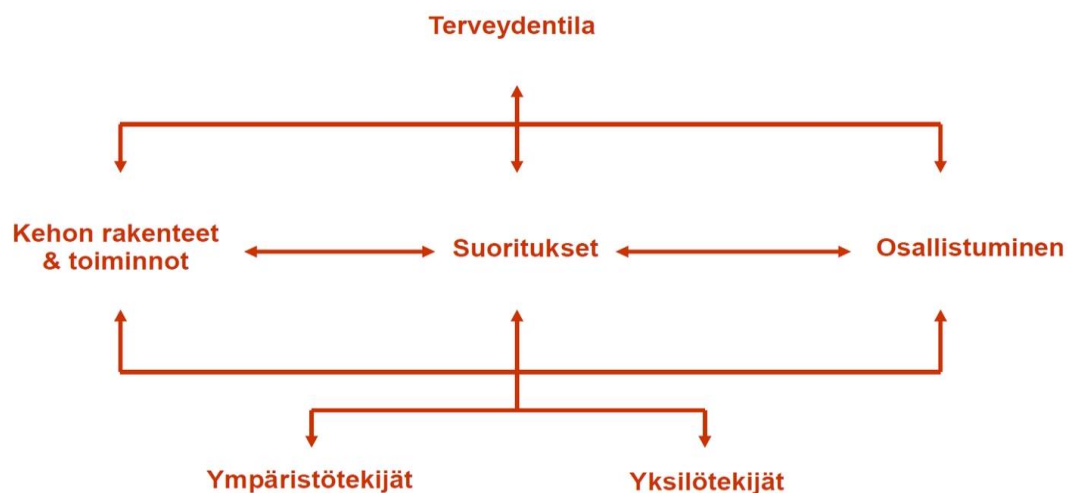 Terveydentila
Kehon rakenteet
& toiminnot
Suoritukset
Osallistuminen
Ympäristötekijät
Yksilötekijät